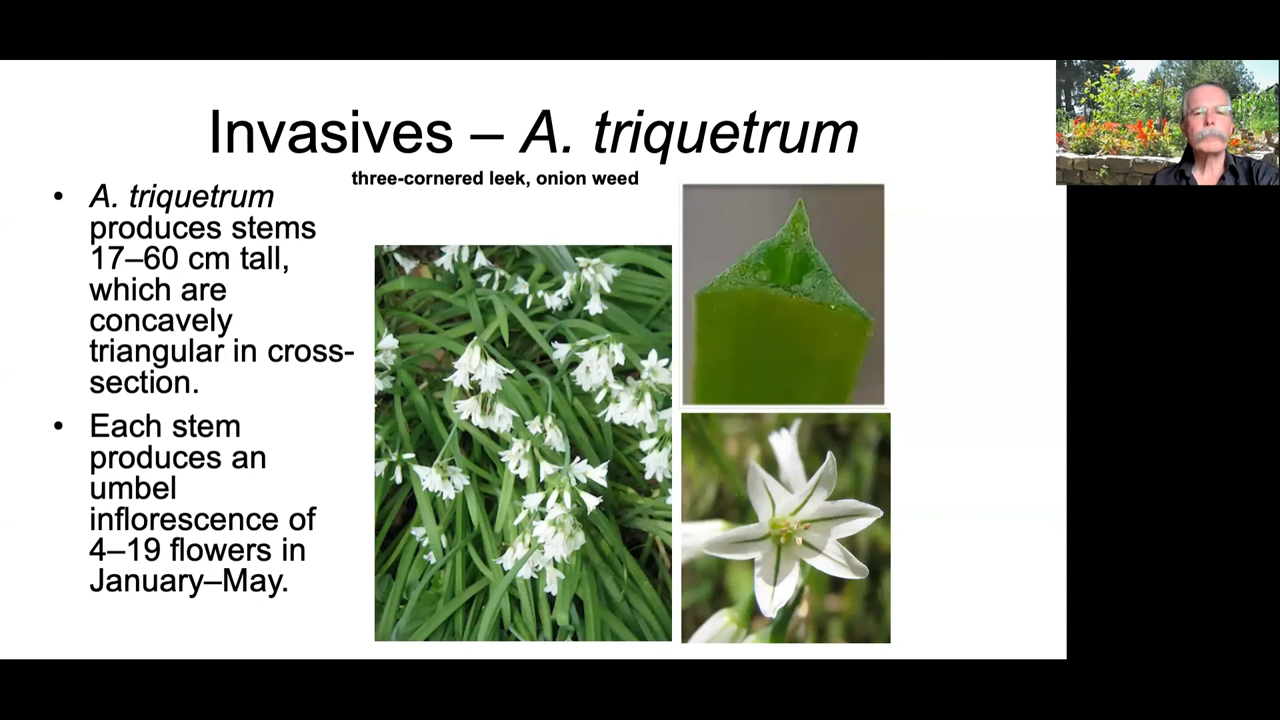 Invasives – A. triquetrum
three-cornered leek, onion weed
• A. triquetrum
produces stems
17–60 cm tall,
which are
concavely
triangular in cross-
section.
• Each stem
produces an
umbel
inflorescence of
4–19 flowers in
January–May.